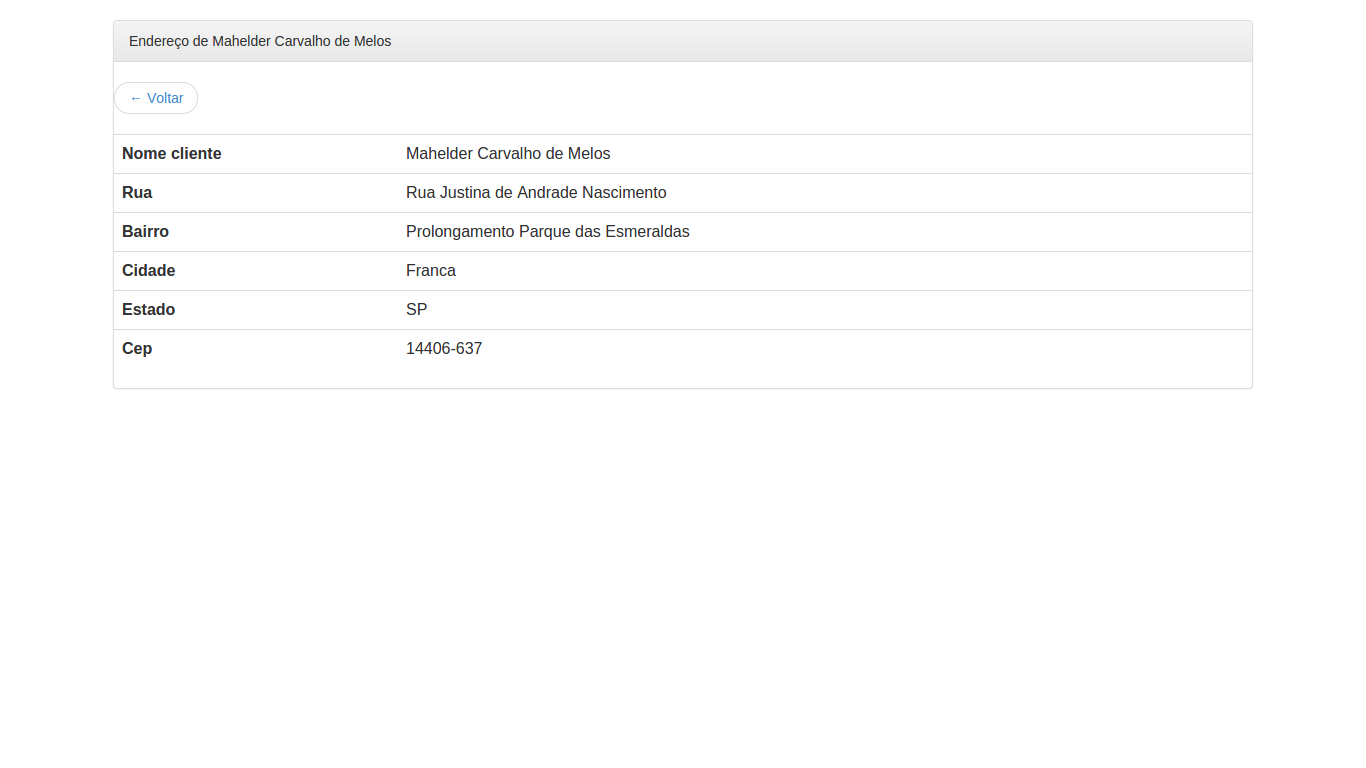 Endereço de Mahelder Carvalho de Melos
← Voltar
Nome cliente Mahelder Carvalho de Melos
Rua Rua Justina de Andrade Nascimento
Bairro Prolongamento Parque das Esmeraldas
Cidade Franca
Estado SP
Cep 14406-637